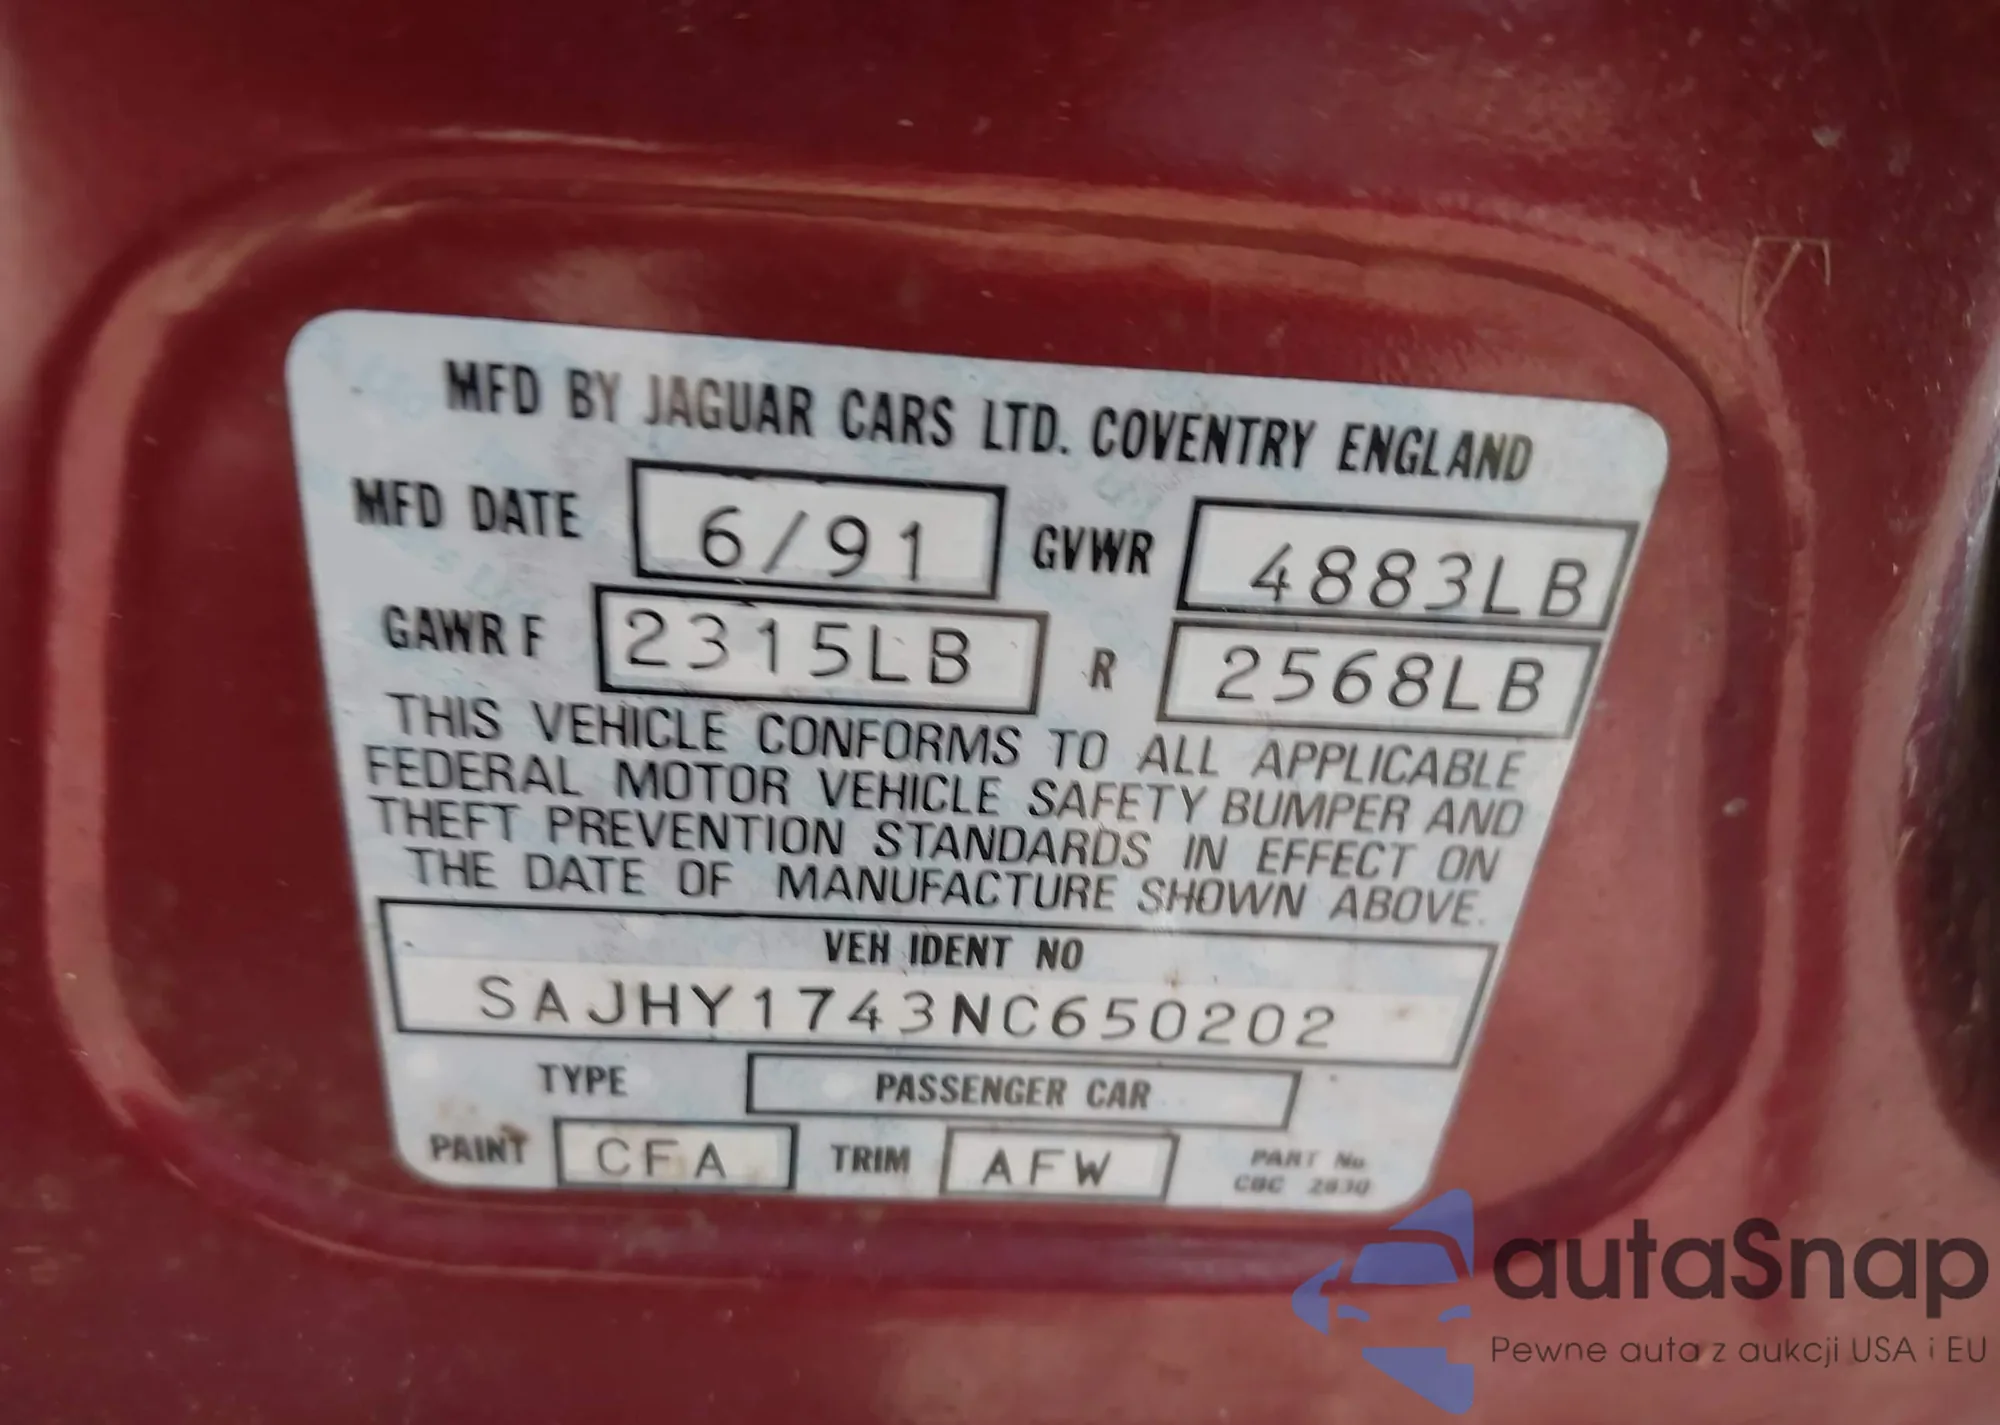 MFD BY JAGUAR CARS LTD. COVENTRY ENGLAND
MFD DATE 6/91 GVWR 4883LB
GAWR F 2315LB R 2568LB
THIS VEHICLE CONFORMS TO ALL APPLICABLE
FEDERAL MOTOR VEHICLE SAFETY BUMPER AND
THEFT PREVENTION STANDARDS IN EFFECT ON
THE DATE OF MANUFACTURE SHOWN ABOVE.
VEH IDENT NO
SAJHY1743NC650202
TYPE PASSENGER CAR
PAINT CFA TRIM AFW PART No
CBC 2830
autaSnap
Pewne auta z aukcji USA i EU